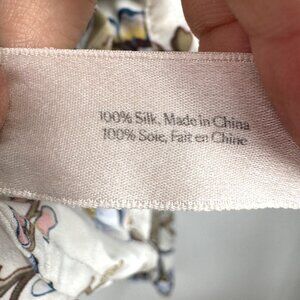 100% Silk, Made in China
100% Soie, Fait en Chine